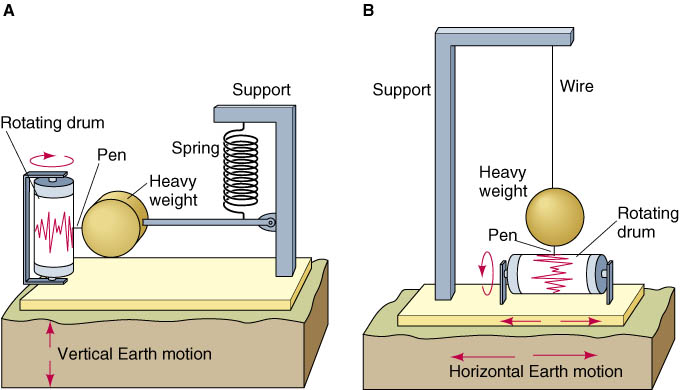 A
Support
Rotating drum
Pen
Spring
Heavy
weight
Vertical Earth motion
B
Support
Wire
Heavy
weight
Pen
Rotating
drum
Horizontal Earth motion